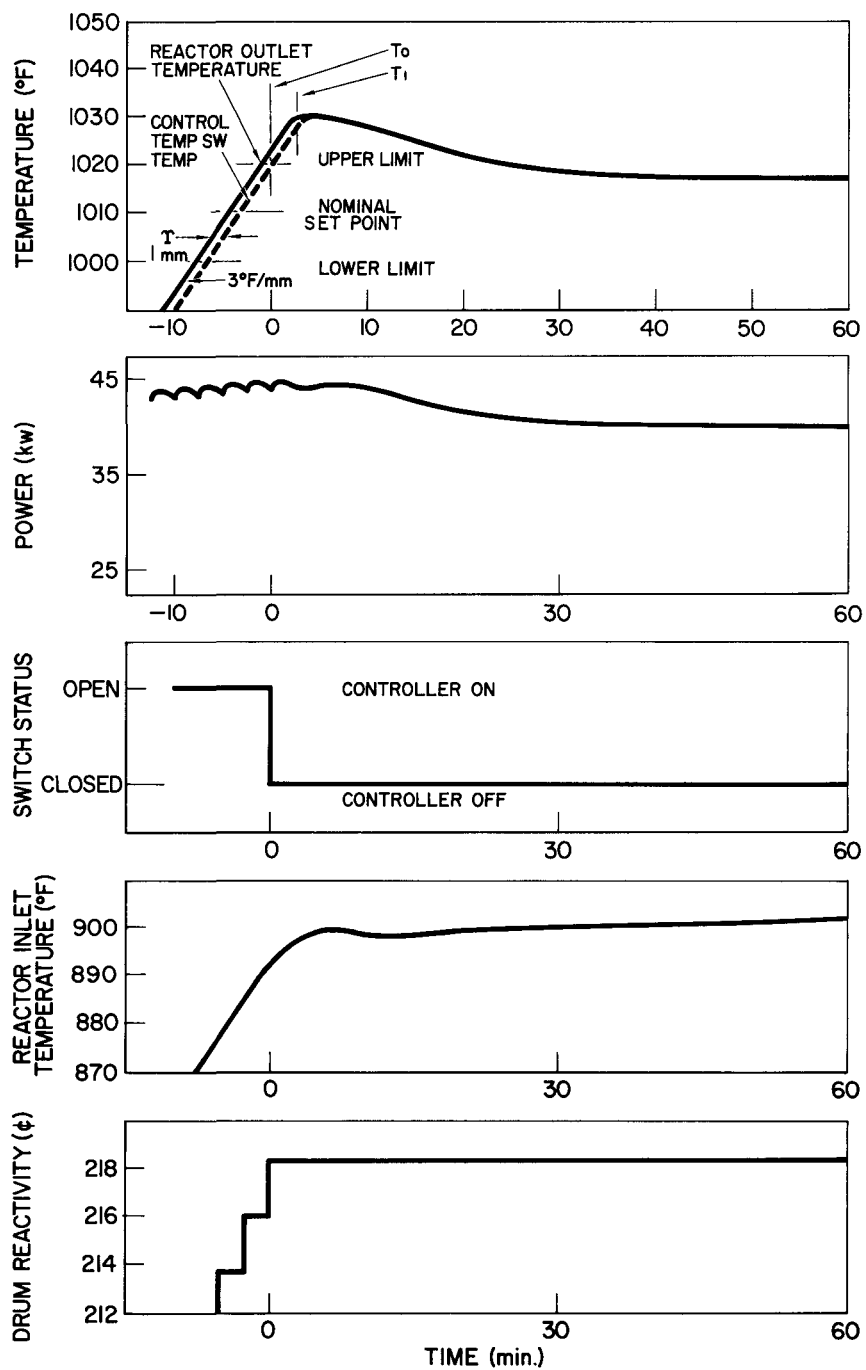 TEMPERATURE (°F)
1050
1040
1030
1020
1010
1000
REACTOR OUTLET
TEMPERATURE
T0
T1
CONTROL
TEMP SW
TEMP
UPPER LIMIT
NOMINAL
SET POINT
T
1 mm
LOWER LIMIT
3°F/mm
-10
0
10
20
30
40
50
60
POWER (kw)
45
35
25
-10
0
30
60
SWITCH STATUS
OPEN
CLOSED
CONTROLLER ON
CONTROLLER OFF
0
30
60
REACTOR INLET
TEMPERATURE (°F)
900
890
880
870
0
30
60
DRUM REACTIVITY (¢)
218
216
214
212
0
30
60
TIME (min.)